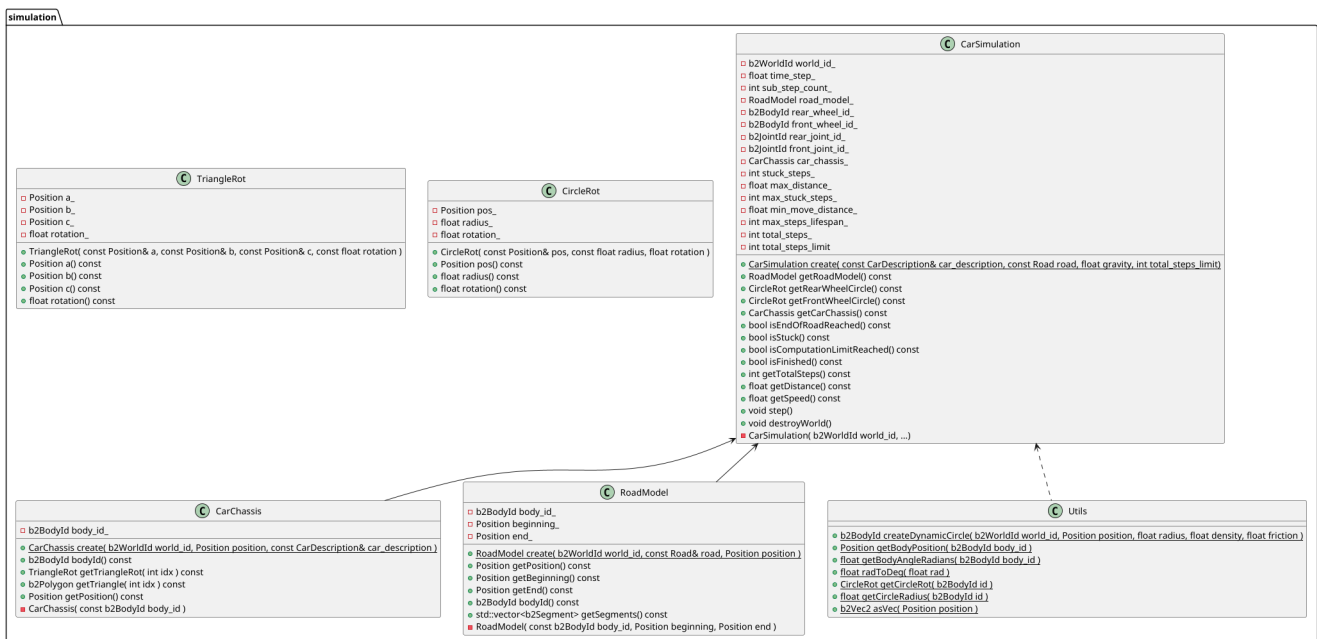 simulation
C CarSimulation
b2WorldId world_id_
float time_step_
int sub_step_count_
RoadModel road_model_
b2BodyId rear_wheel_id_
b2BodyId front_wheel_id_
b2JointId rear_joint_id_
b2JointId front_joint_id_
CarChassis car_chassis_
int stuck_steps_
float max_distance_
int max_stuck_steps_
float min_move_distance_
int max_steps_lifespan_
int total_steps_
int total_steps_limit
CarSimulation create( const CarDescription& car_description, const Road road, float gravity, int total_steps_limit)
RoadModel getRoadModel() const
CircleRot getRearWheelCircle() const
CircleRot getFrontWheelCircle() const
CarChassis getCarChassis() const
bool isEndOfRoadReached() const
bool isStuck() const
bool isComputationLimitReached() const
bool isFinished() const
int getTotalSteps() const
float getDistance() const
float getSpeed() const
void step()
void destroyWorld()
CarSimulation( b2WorldId world_id, ...)
C TriangleRot
Position a_
Position b_
Position c_
float rotation_
TriangleRot( const Position& a, const Position& b, const Position& c, const float rotation )
Position a() const
Position b() const
Position c() const
float rotation() const
C CircleRot
Position pos_
float radius_
float rotation_
CircleRot( const Position& pos, const float radius, float rotation )
Position pos() const
float radius() const
float rotation() const
C CarChassis
b2BodyId body_id_
CarChassis create( b2WorldId world_id, Position position, const CarDescription& car_description )
b2BodyId bodyId() const
TriangleRot getTriangleRot( int idx ) const
b2Polygon getTriangle( int idx ) const
Position getPosition() const
CarChassis( const b2BodyId body_id )
C RoadModel
b2BodyId body_id_
Position beginning_
Position end_
RoadModel create( b2WorldId world_id, const Road& road, Position position )
Position getPosition() const
Position getBeginning() const
Position getEnd() const
b2BodyId bodyId() const
std::vector<b2Segment> getSegments() const
RoadModel( const b2BodyId body_id, Position beginning, Position end )
C Utils
b2BodyId createDynamicCircle( b2WorldId world_id, Position position, float radius, float density, float friction )
Position getBodyPosition( b2BodyId body_id )
float getBodyAngleRadians( b2BodyId body_id )
float radToDeg( float rad )
CircleRot getCircleRot( b2BodyId id )
float getCircleRadius( b2BodyId id )
b2Vec2 asVec( Position position )